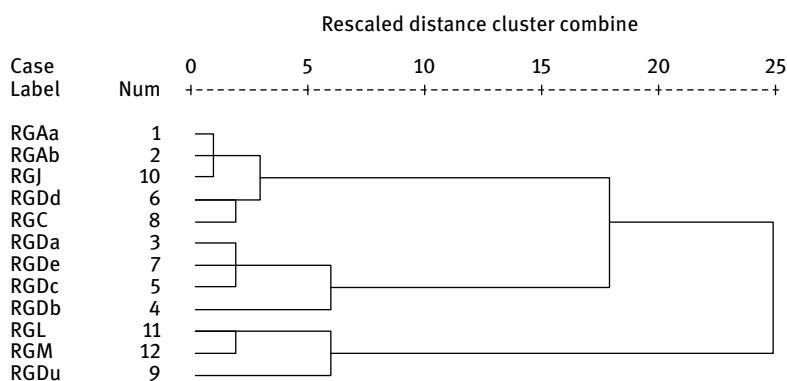 Rescaled distance cluster combine
Case 0 5 10 15 20 25
Label Num
RGAa 1
RGAb 2
RGJ 10
RGDd 6
RGC 8
RGDa 3
RGDe 7
RGDc 5
RGDb 4
RGL 11
RGM 12
RGDu 9